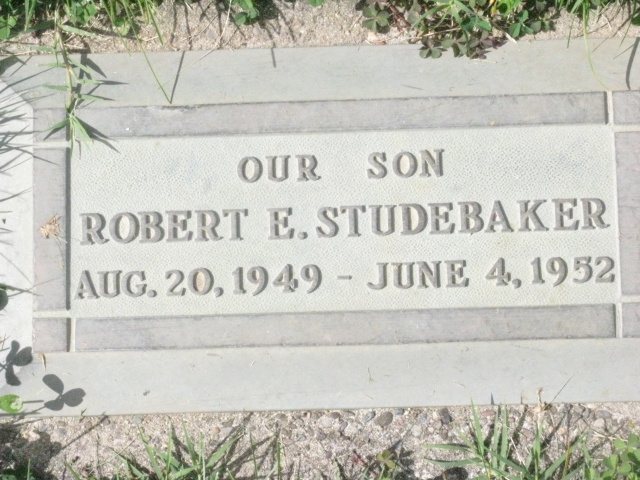 OUR SON
ROBERT E. STUDEBAKER
AUG. 20, 1949 - JUNE 4, 1952